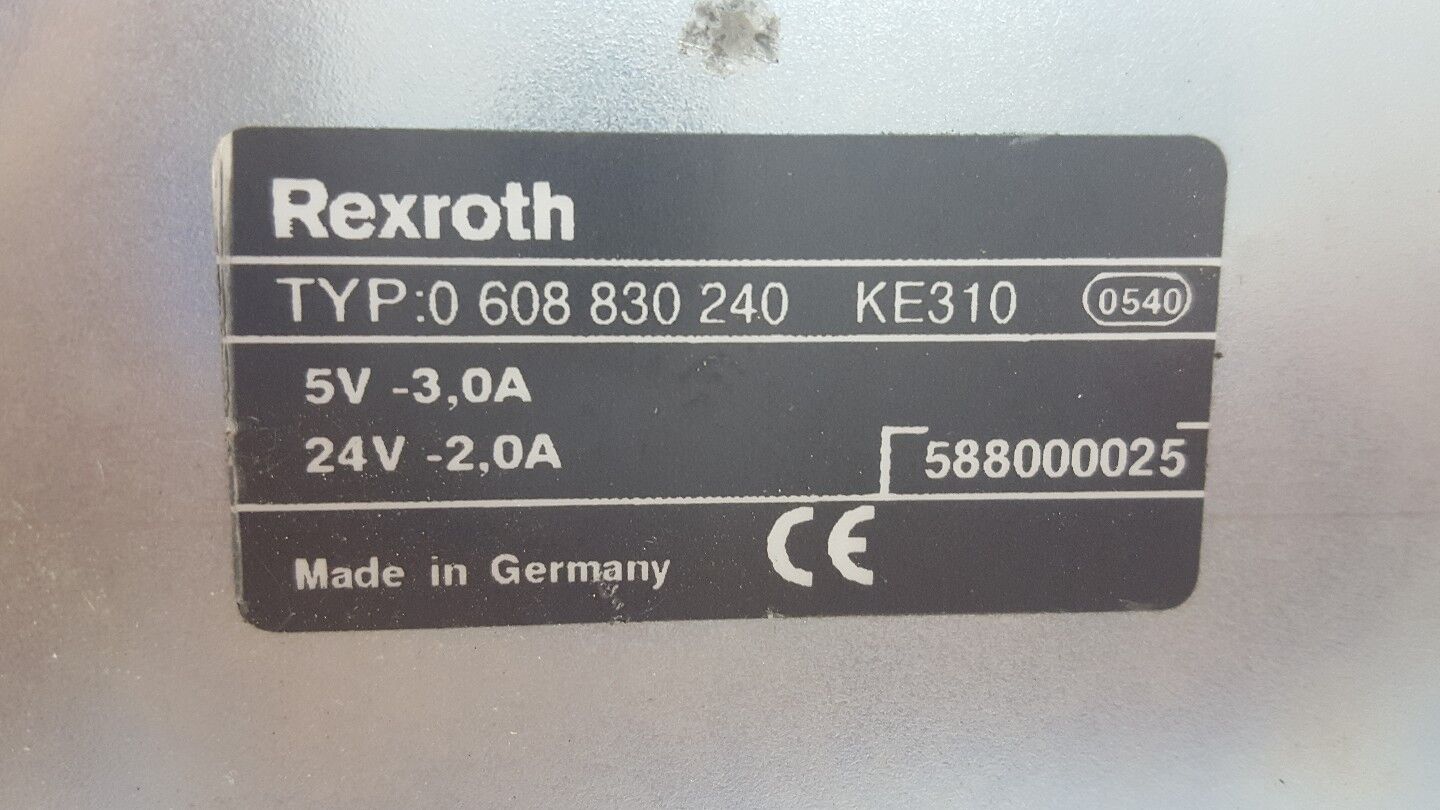 Rexroth
TYP:0 608 830 240 KE310 0540
5V -3,0A
24V -2,0A
588000025
Made in Germany CE